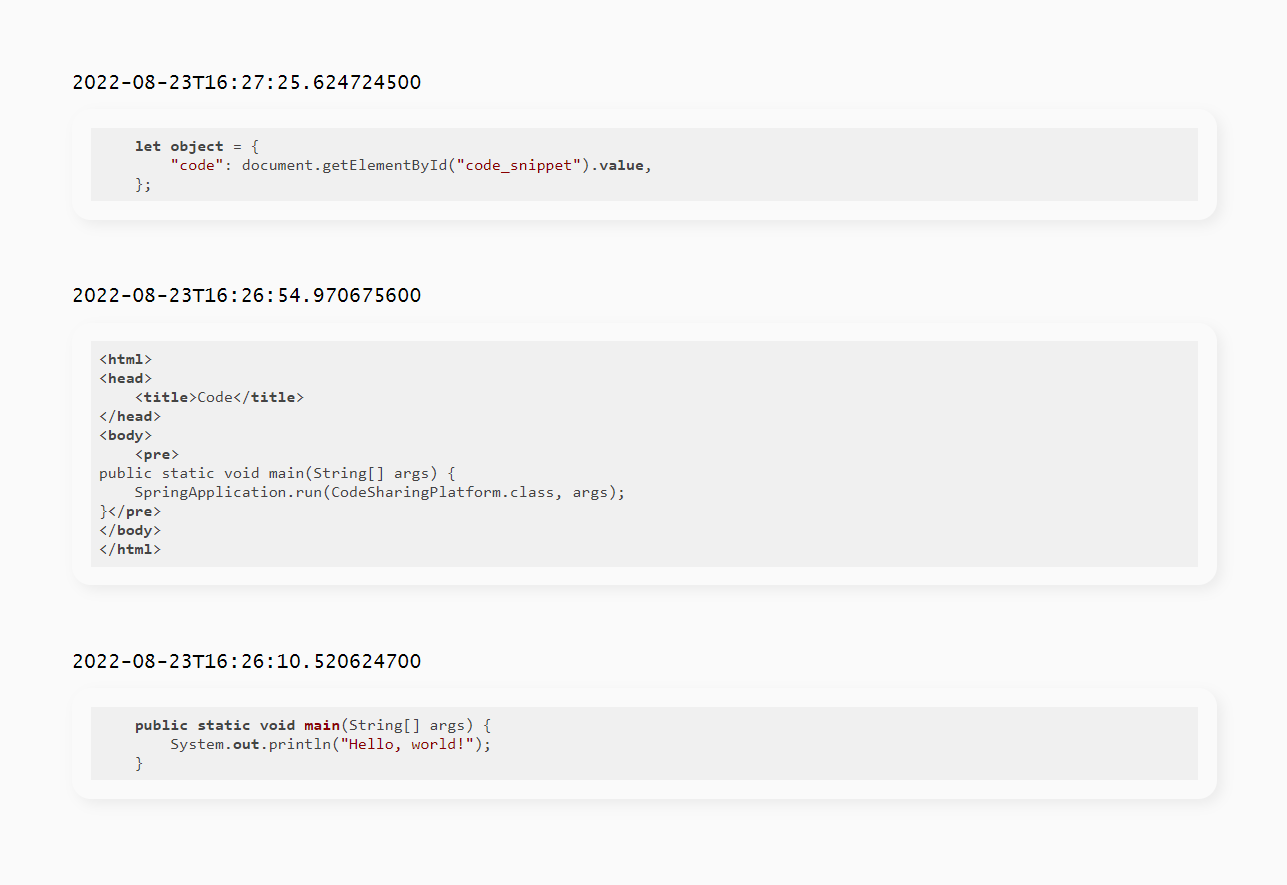 2022-08-23T16:27:25.624724500
    let object = {
        "code": document.getElementById("code_snippet").value,
    };
2022-08-23T16:26:54.970675600
<html>
<head>
    <title>Code</title>
</head>
<body>
    <pre>
public static void main(String[] args) {
    SpringApplication.run(CodeSharingPlatform.class, args);
}</pre>
</body>
</html>
2022-08-23T16:26:10.520624700
    public static void main(String[] args) {
        System.out.println("Hello, world!");
    }